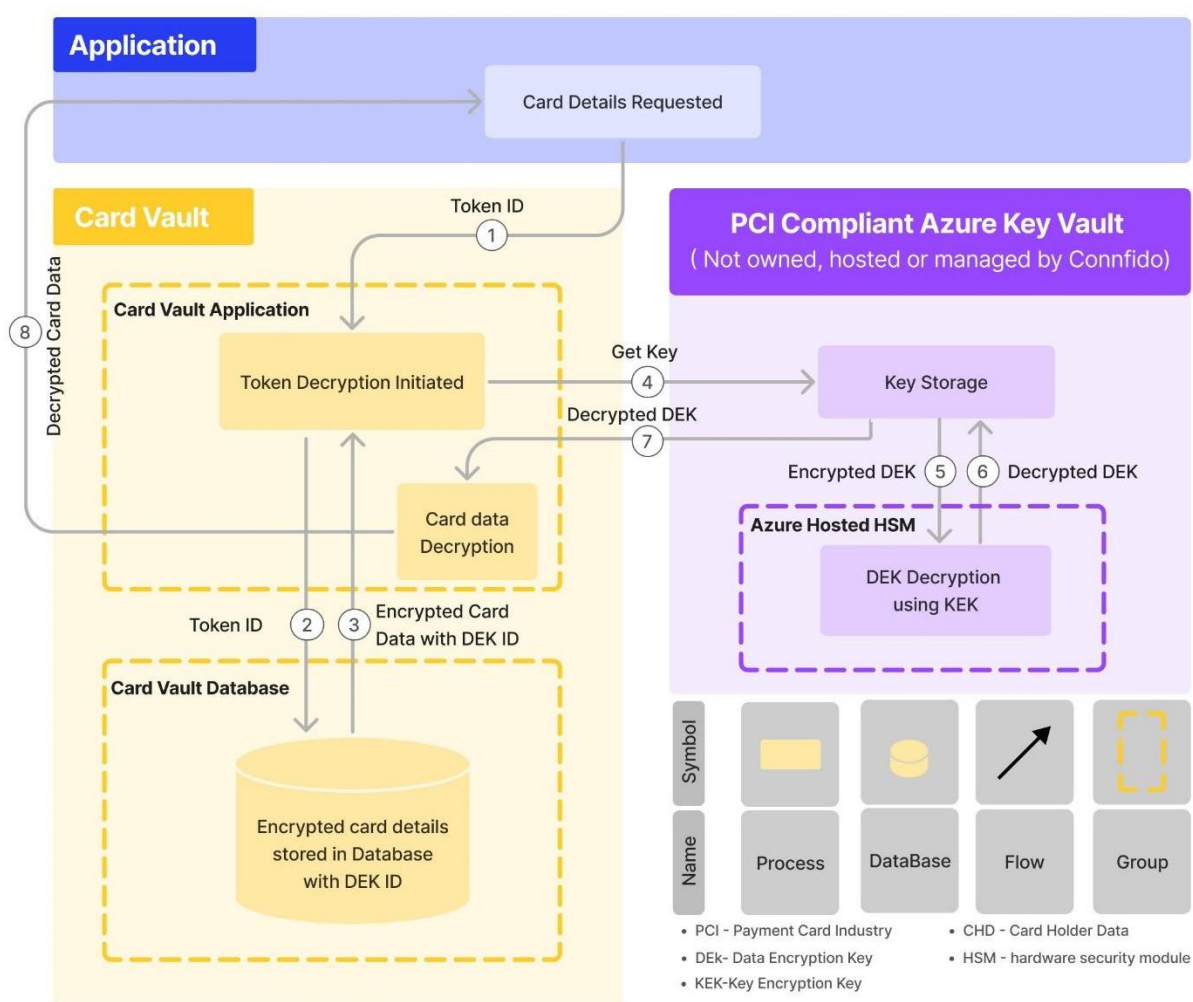 Application
Card Details Requested
Card Vault
Token ID
1
PCI Compliant Azure Key Vault
( Not owned, hosted or managed by Connfido)
8
Decrypted Card Data
Card Vault Application
Token Decryption Initiated
Get Key
4
Key Storage
Decrypted DEK
7
Encrypted DEK
5
6
Decrypted DEK
Card data
Decryption
Azure Hosted HSM
DEK Decryption
using KEK
Token ID
2
3
Encrypted Card
Data with DEK ID
Card Vault Database
Encrypted card details
stored in Database
with DEK ID
Symbol
Name
Process
DataBase
Flow
Group
• PCI - Payment Card Industry
• DEk- Data Encryption Key
• KEK-Key Encryption Key
• CHD - Card Holder Data
• HSM - hardware security module